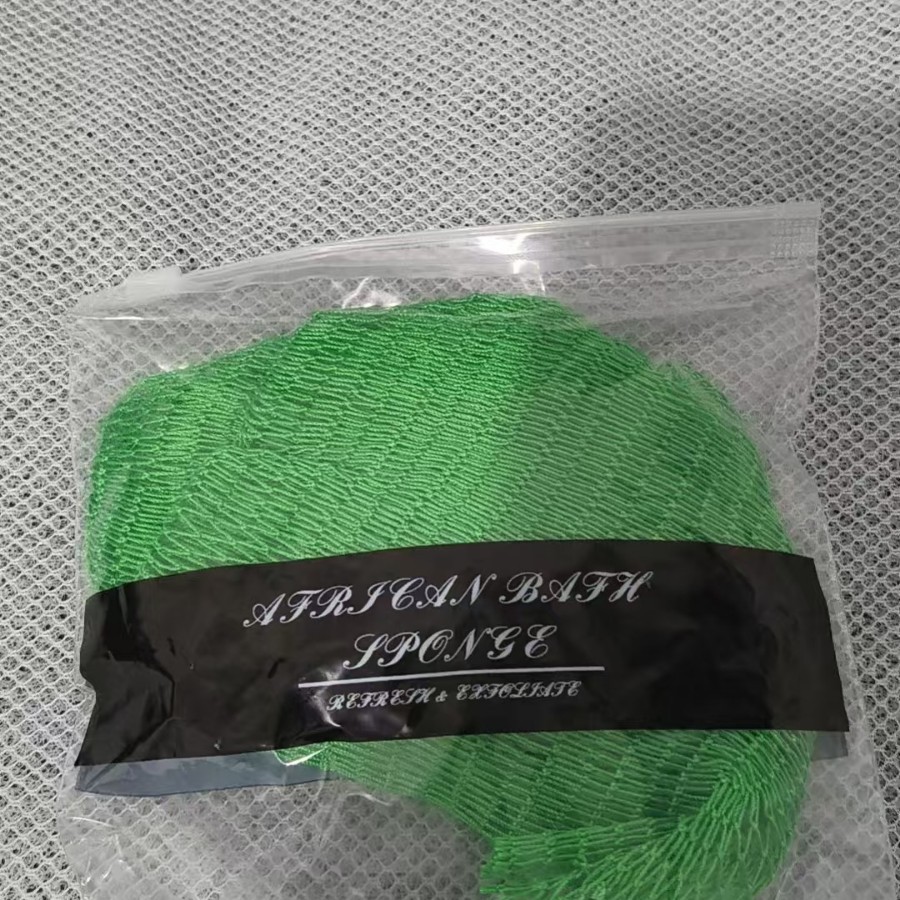 AFRICAN BATH
SPONGE
REFRESH & EXFOLIATE